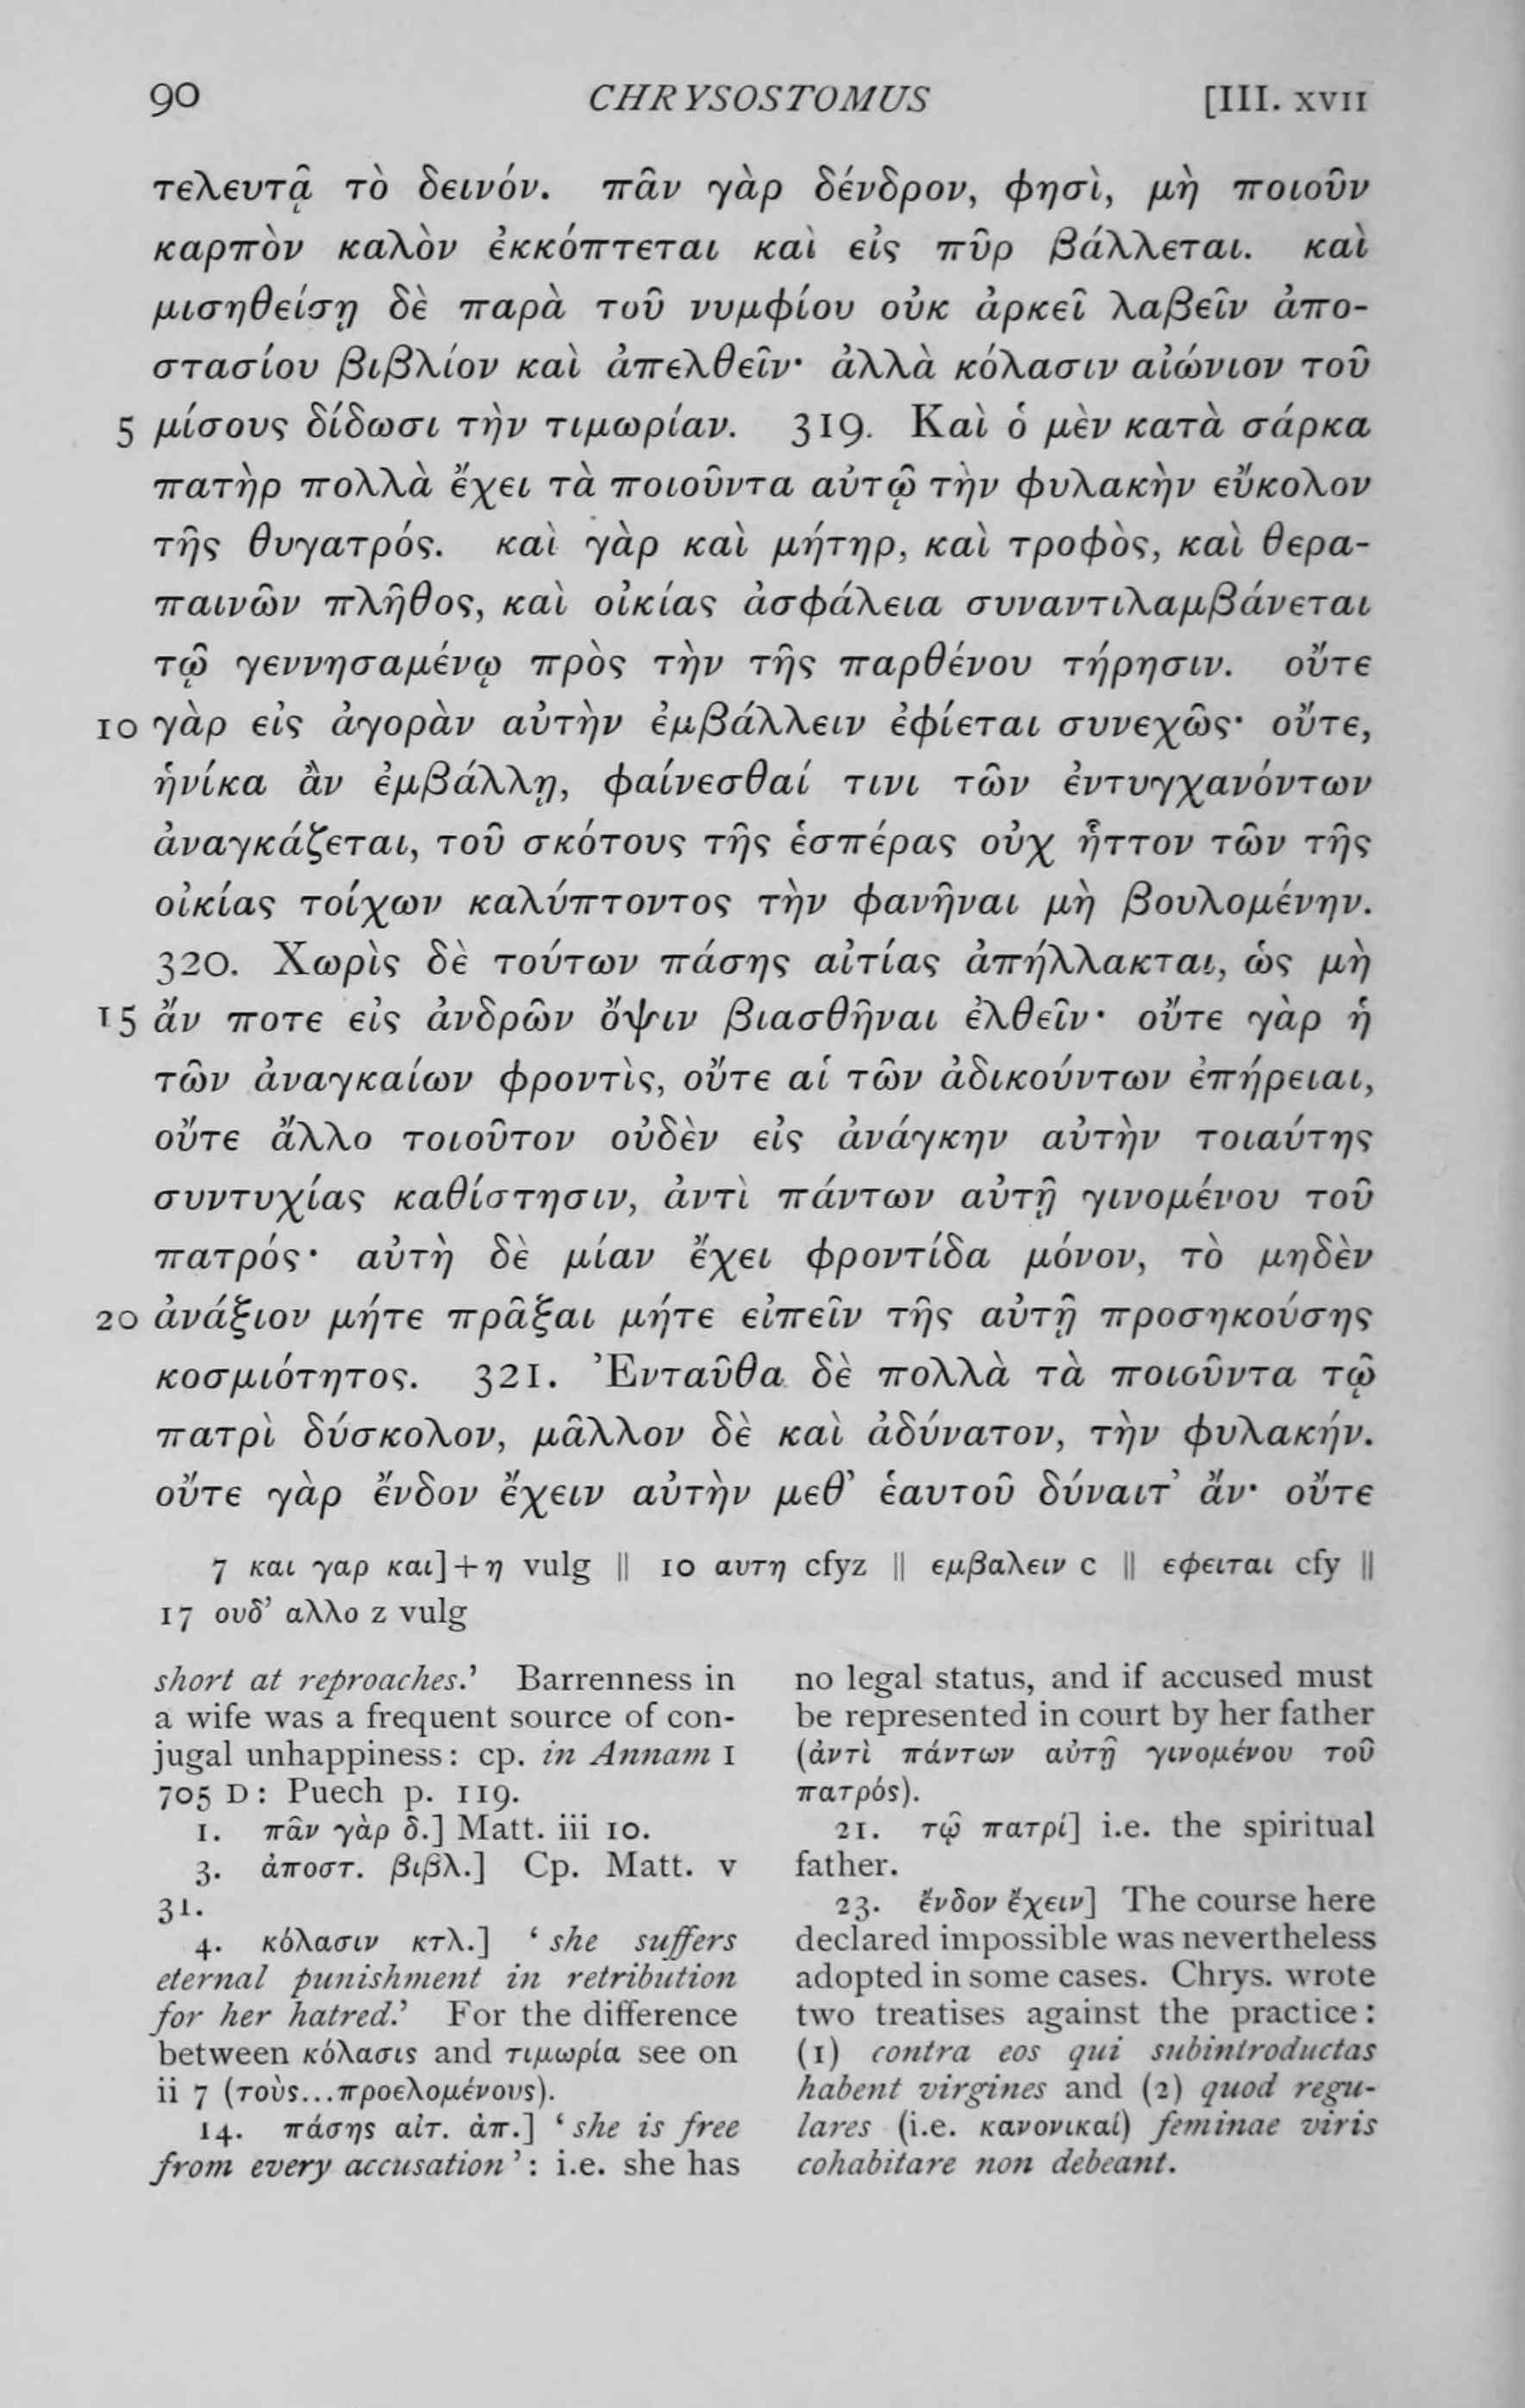 90 CHRYSOSTOMUS [III. XVII
τελευτᾷ τὸ δεινόν. πᾶν γὰρ δένδρον, φησὶ, μὴ ποιοῦν
καρπὸν καλὸν ἐκκόπτεται καὶ εἰς πῦρ βάλλεται. καὶ
μισηθείσῃ δὲ παρὰ τοῦ νυμφίου οὐκ ἀρκεῖ λαβεῖν ἀπο-
στασίου βιβλίον καὶ ἀπελθεῖν· ἀλλὰ κόλασιν αἰώνιον τοῦ
5 μίσους δίδωσι τὴν τιμωρίαν. 319. Καὶ ὁ μὲν κατὰ σάρκα
πατὴρ πολλὰ ἔχει τὰ ποιοῦντα αὐτῷ τὴν φυλακὴν εὔκολον
τῆς θυγατρός. καὶ γὰρ καὶ μήτηρ, καὶ τροφὸς, καὶ θερα-
παινῶν πλῆθος, καὶ οἰκίας ἀσφάλεια συναντιλαμβάνεται
τῷ γεννησαμένῳ πρὸς τὴν τῆς παρθένου τήρησιν. οὔτε
10 γὰρ εἰς ἀγορὰν αὐτὴν ἐμβάλλειν ἐφίεται συνεχῶς· οὔτε,
ἡνίκα ἂν ἐμβάλλῃ, φαίνεσθαί τινι τῶν ἐντυγχανόντων
ἀναγκάζεται, τοῦ σκότους τῆς ἑσπέρας οὐχ ἧττον τῶν τῆς
οἰκίας τοίχων καλύπτοντος τὴν φανῆναι μὴ βουλομένην.
320. Χωρὶς δὲ τούτων πάσης αἰτίας ἀπήλλακται, ὡς μὴ
15 ἄν ποτε εἰς ἀνδρῶν ὄψιν βιασθῆναι ἐλθεῖν· οὔτε γὰρ ἡ
τῶν ἀναγκαίων φροντὶς, οὔτε αἱ τῶν ἀδικούντων ἐπήρειαι,
οὔτε ἄλλο τοιοῦτον οὐδὲν εἰς ἀνάγκην αὐτὴν τοιαύτης
συντυχίας καθίστησιν, ἀντὶ πάντων αὐτῇ γινομένου τοῦ
πατρός· αὐτὴ δὲ μίαν ἔχει φροντίδα μόνον, τὸ μηδὲν
20 ἀνάξιον μήτε πρᾶξαι μήτε εἰπεῖν τῆς αὐτῇ προσηκούσης
κοσμιότητος. 321. Ἐνταῦθα δὲ πολλὰ τὰ ποιοῦντα τῷ
πατρὶ δύσκολον, μᾶλλον δὲ καὶ ἀδύνατον, τὴν φυλακήν.
οὔτε γὰρ ἔνδον ἔχειν αὐτὴν μεθ’ ἑαυτοῦ δύναιτ’ ἄν· οὔτε
7 και γαρ και]+η vulg || 10 αυτη cfyz || εμβαλειν c || εφειται cfy ||
17 ουδ’ αλλο z vulg
short at reproaches.’ Barrenness in
a wife was a frequent source of con-
jugal unhappiness: cp. in Annam I
705 D: Puech p. 119.
1. πᾶν γὰρ δ.] Matt. iii 10.
3. ἀποστ. βιβλ.] Cp. Matt. v
31.
4. κόλασιν κτλ.] ‘she suffers
eternal punishment in retribution
for her hatred.’ For the difference
between κόλασις and τιμωρία see on
ii 7 (τοὺς...προελομένους).
14. πάσης αἰτ. ἀπ.] ‘she is free
from every accusation’: i.e. she has
no legal status, and if accused must
be represented in court by her father
(ἀντὶ πάντων αὐτῇ γινομένου τοῦ
πατρός).
21. τῷ πατρί] i.e. the spiritual
father.
23. ἔνδον ἔχειν] The course here
declared impossible was nevertheless
adopted in some cases. Chrys. wrote
two treatises against the practice:
(1) contra eos qui subintroductas
habent virgines and (2) quod regu-
lares (i.e. κανονικαί) feminae viris
cohabitare non debeant.